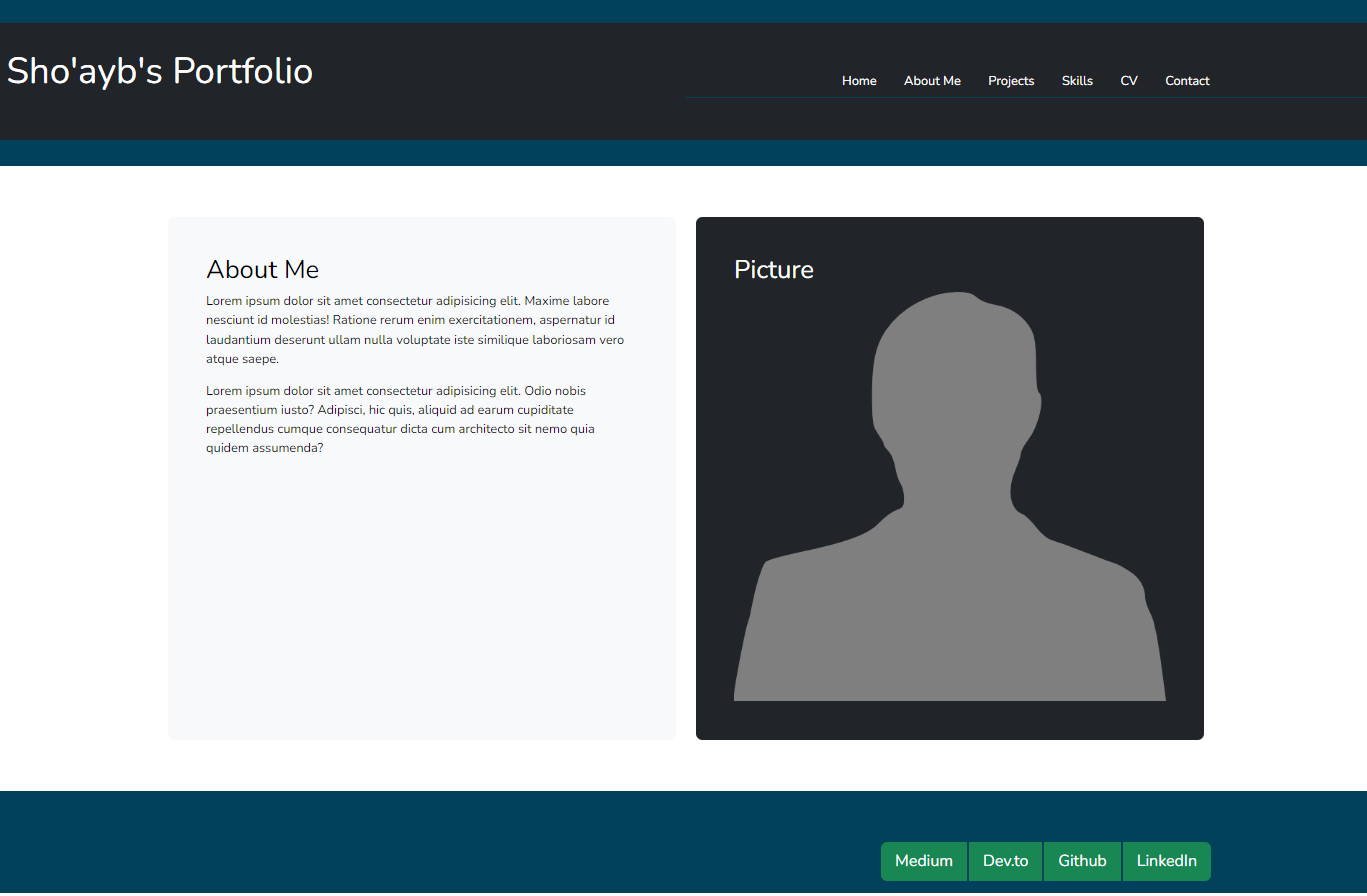 Sho'ayb's Portfolio
Home About Me Projects Skills CV Contact
About Me
Lorem ipsum dolor sit amet consectetur adipisicing elit. Maxime labore
nesciunt id molestias! Ratione rerum enim exercitationem, aspernatur id
laudantium deserunt ullam nulla voluptate iste similique laboriosam vero
atque saepe.
Lorem ipsum dolor sit amet consectetur adipisicing elit. Odio nobis
praesentium iusto? Adipisci, hic quis, aliquid ad earum cupiditate
repellendus cumque consequatur dicta cum architecto sit nemo quia
quidem assumenda?
Picture
Medium Dev.to Github LinkedIn